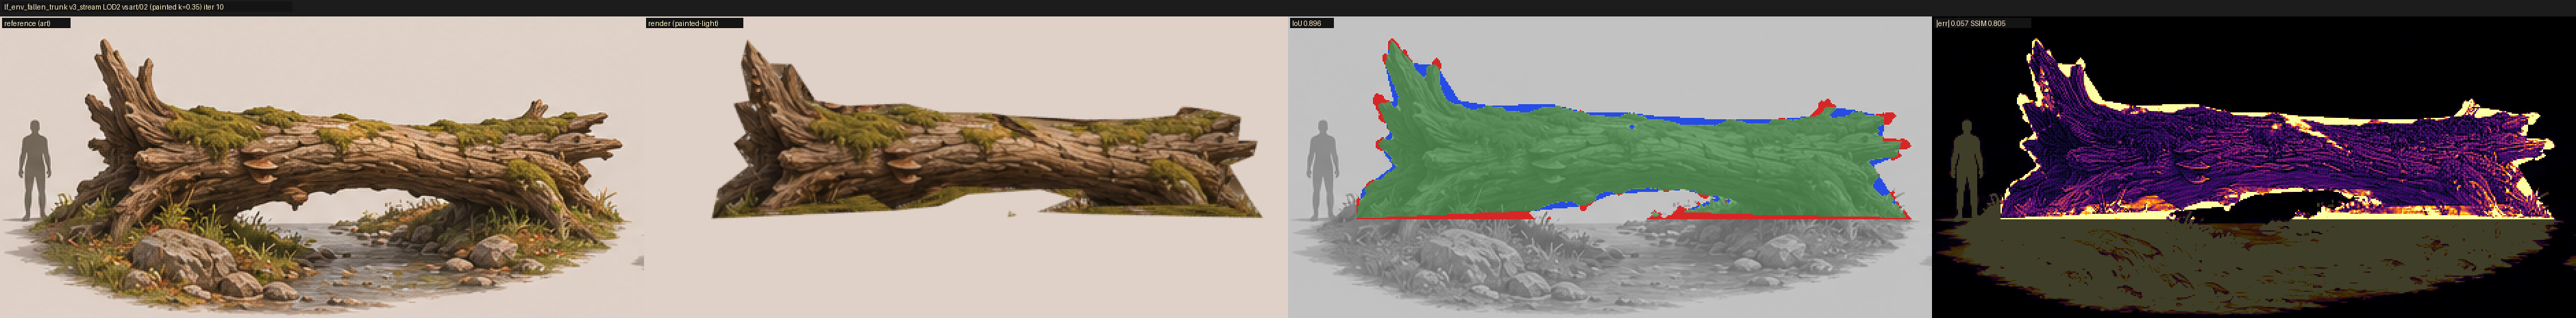 lf_env_fallen_trunk v3_stream LOD2 vs art/02 (painted k=0.35) iter 10
reference (art)
render (painted-light)
IoU 0.896
|err| 0.057 SSIM 0.805